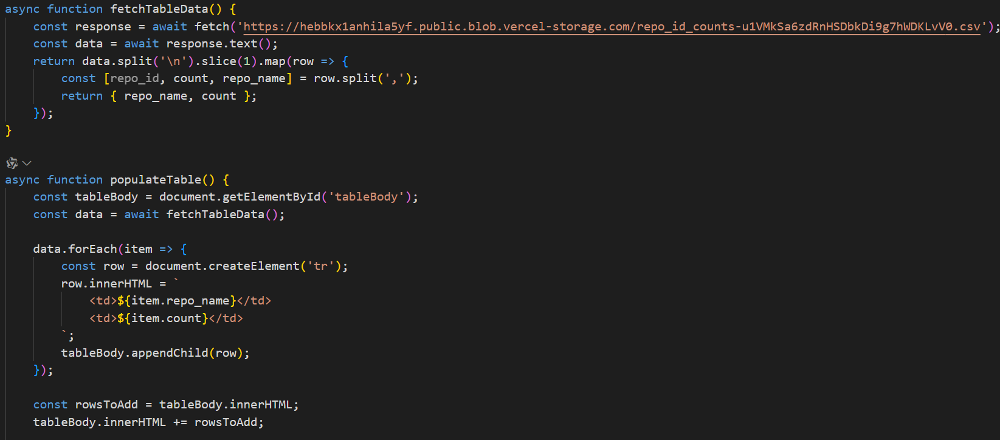 async function fetchTableData() {
    const response = await fetch('https://hebbkx1anhila5yf.public.blob.vercel-storage.com/repo_id_counts-u1VMkSa6zdRnHSDbkDi9g7hWDKLvV0.csv');
    const data = await response.text();
    return data.split('\n').slice(1).map(row => {
        const [repo_id, count, repo_name] = row.split(',');
        return { repo_name, count };
    });
}
async function populateTable() {
    const tableBody = document.getElementById('tableBody');
    const data = await fetchTableData();
    data.forEach(item => {
        const row = document.createElement('tr');
        row.innerHTML = `
            <td>${item.repo_name}</td>
            <td>${item.count}</td>
        `;
        tableBody.appendChild(row);
    });
    const rowsToAdd = tableBody.innerHTML;
    tableBody.innerHTML += rowsToAdd;